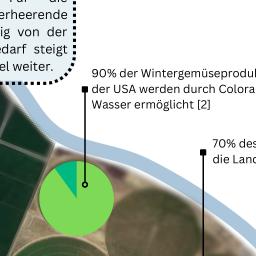 für die
erheerende
ig von der
edarf steigt
el weiter.
90% der Wintergemüseproduk
der USA werden durch Colora
Wasser ermöglicht [2]
70% des
die Land